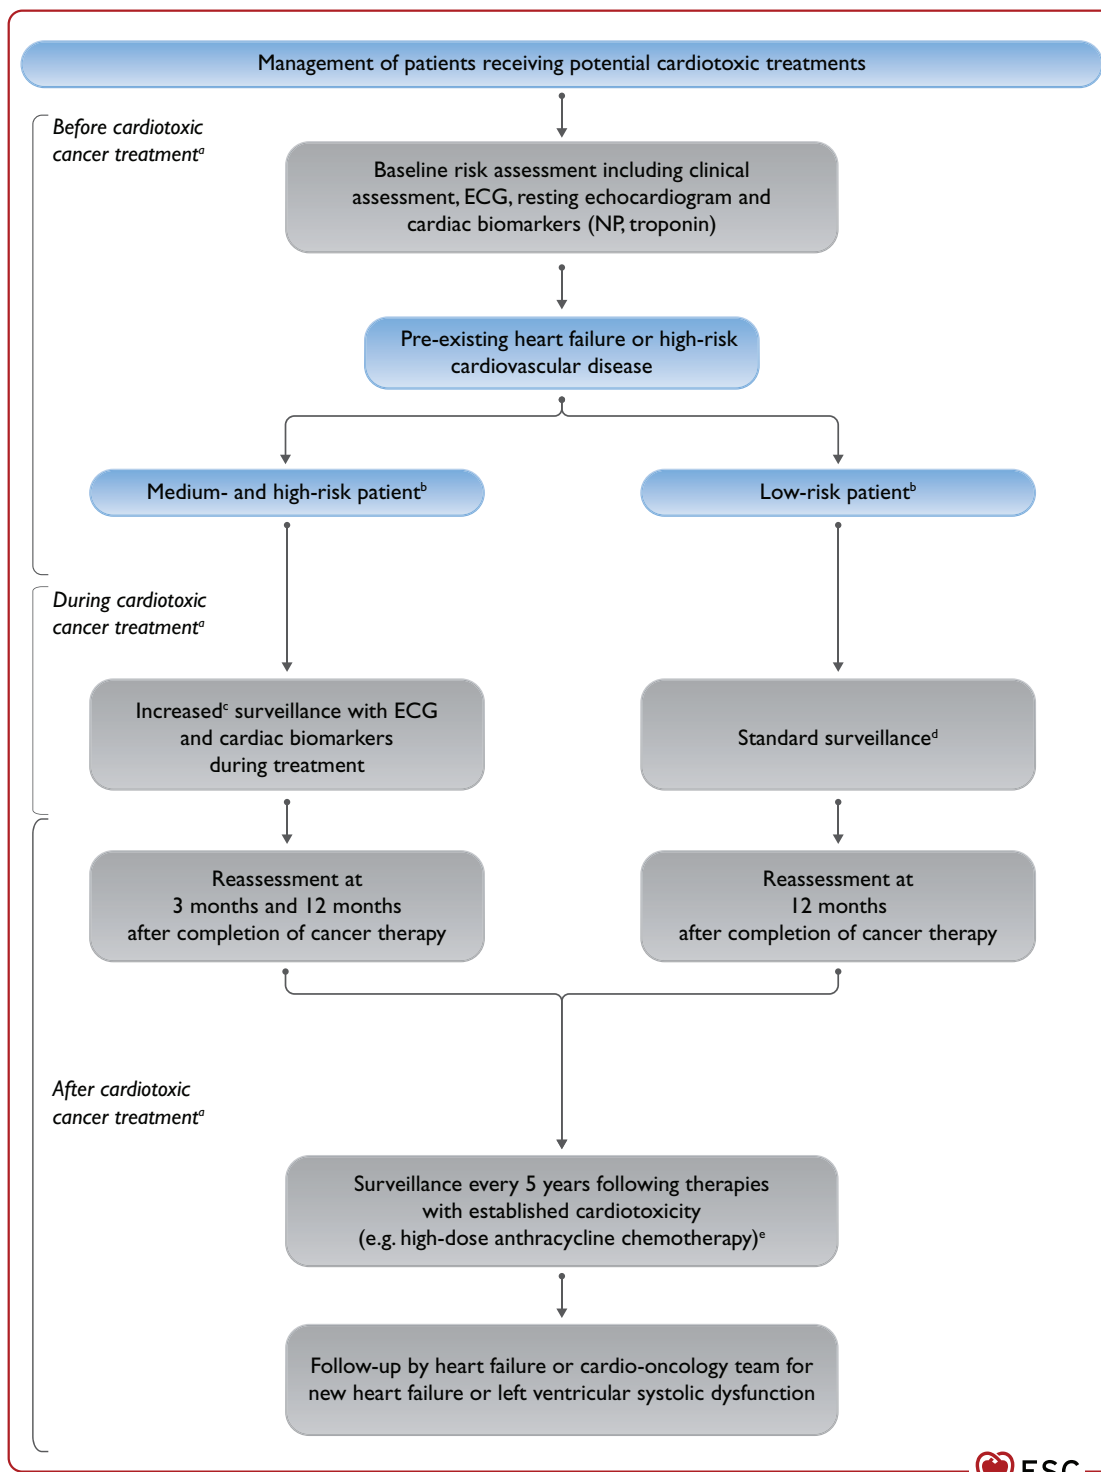 Management of patients receiving potential cardiotoxic treatments
Before cardiotoxic
cancer treatmentᵃ
Baseline risk assessment including clinical
assessment, ECG, resting echocardiogram and
cardiac biomarkers (NP, troponin)
Pre-existing heart failure or high-risk
cardiovascular disease
Medium- and high-risk patientᵇ
Low-risk patientᵇ
During cardiotoxic
cancer treatmentᵃ
Increasedᶜ surveillance with ECG
and cardiac biomarkers
during treatment
Standard surveillanceᵈ
Reassessment at
3 months and 12 months
after completion of cancer therapy
Reassessment at
12 months
after completion of cancer therapy
After cardiotoxic
cancer treatmentᵃ
Surveillance every 5 years following therapies
with established cardiotoxicity
(e.g. high-dose anthracycline chemotherapy)ᵉ
Follow-up by heart failure or cardio-oncology team for
new heart failure or left ventricular systolic dysfunction
ESC